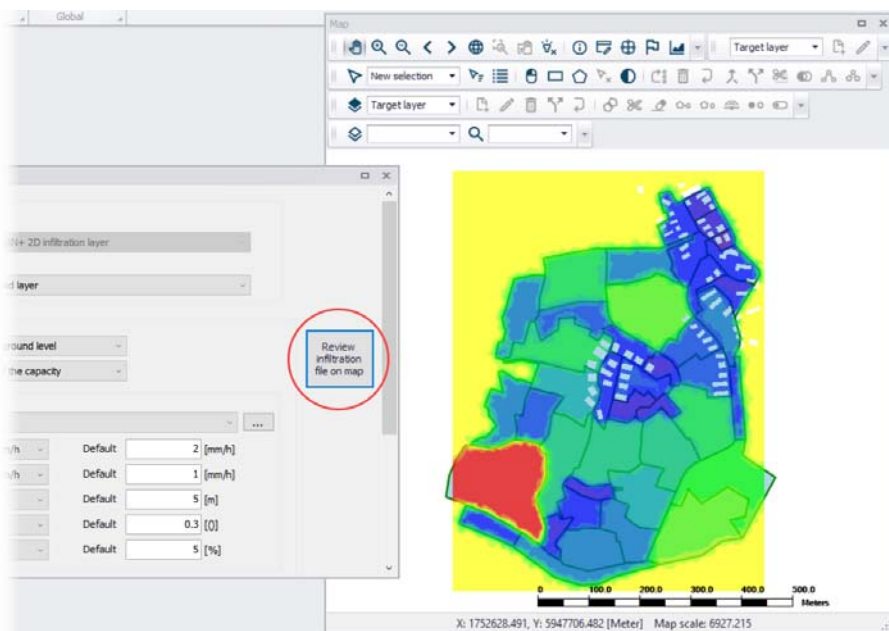 Global
Map
Target layer
New selection
Target layer
2D infiltration layer
layer
ground level
the capacity
Review
infiltration
file on map
...
Default 2 [mm/h]
Default 1 [mm/h]
Default 5 [m]
Default 0.3 [()]
Default 5 [%]
0 100.0 200.0 300.0 400.0 500.0
Meters
X: 1752628.491, Y: 5947706.482 [Meter] Map scale: 6927.215